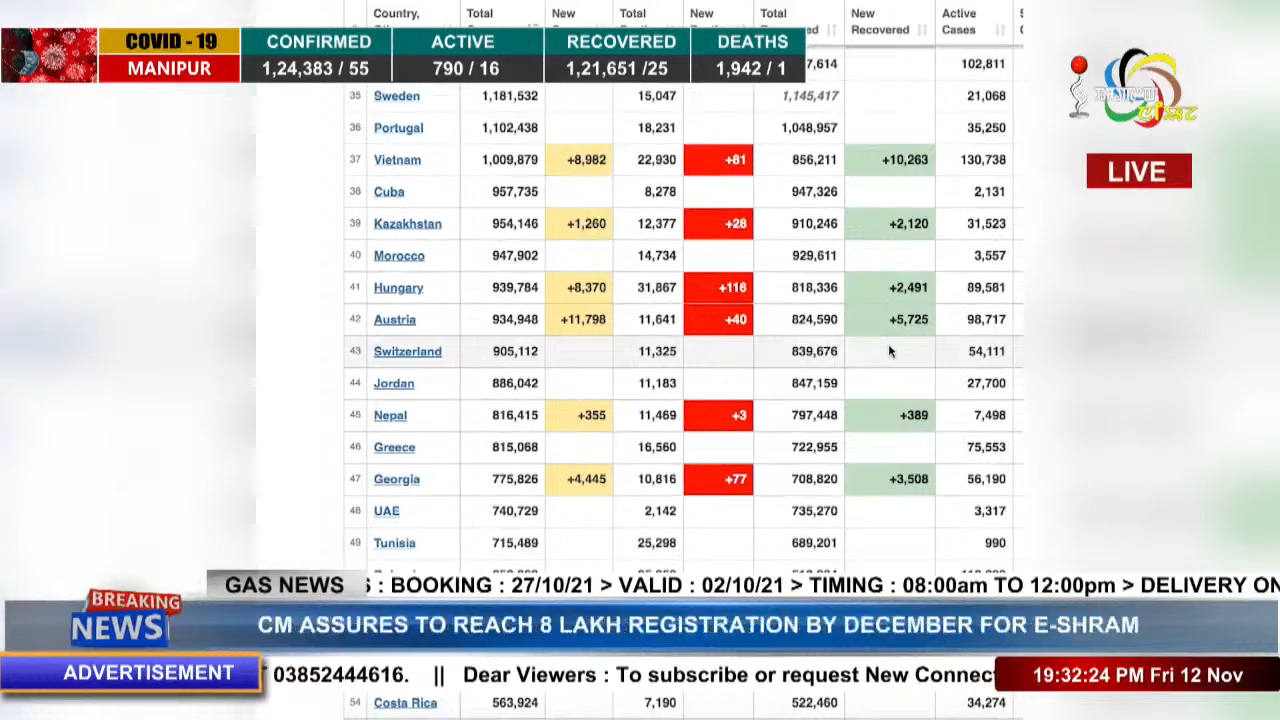 Country, Total New Total New Total New Active
Recovered Cases
COVID - 19 CONFIRMED ACTIVE RECOVERED DEATHS
MANIPUR 1,24,383 / 55 790 / 16 1,21,651 /25 1,942 / 1
7,614 102,811
LIVE
35 Sweden 1,181,532 15,047 1,145,417 21,068
36 Portugal 1,102,438 18,231 1,048,957 35,250
37 Vietnam 1,009,879 +8,982 22,930 +81 856,211 +10,263 130,738
38 Cuba 957,735 8,278 947,326 2,131
39 Kazakhstan 954,146 +1,260 12,377 +28 910,246 +2,120 31,523
40 Morocco 947,902 14,734 929,611 3,557
41 Hungary 939,784 +8,370 31,867 +116 818,336 +2,491 89,581
42 Austria 934,948 +11,798 11,641 +40 824,590 +5,725 98,717
43 Switzerland 905,112 11,325 839,676 54,111
44 Jordan 886,042 11,183 847,159 27,700
45 Nepal 816,415 +355 11,469 +3 797,448 +389 7,498
46 Greece 815,068 16,560 722,955 75,553
47 Georgia 775,826 +4,445 10,816 +77 708,820 +3,508 56,190
48 UAE 740,729 2,142 735,270 3,317
49 Tunisia 715,489 25,298 689,201 990
GAS NEWS : BOOKING : 27/10/21 > VALID : 02/10/21 > TIMING : 08:00am TO 12:00pm > DELIVERY ON
BREAKING
NEWS
CM ASSURES TO REACH 8 LAKH REGISTRATION BY DECEMBER FOR E-SHRAM
ADVERTISEMENT 03852444616. || Dear Viewers : To subscribe or request New Connec 19:32:24 PM Fri 12 Nov
54 Costa Rica 563,924 7,190 522,460 34,274